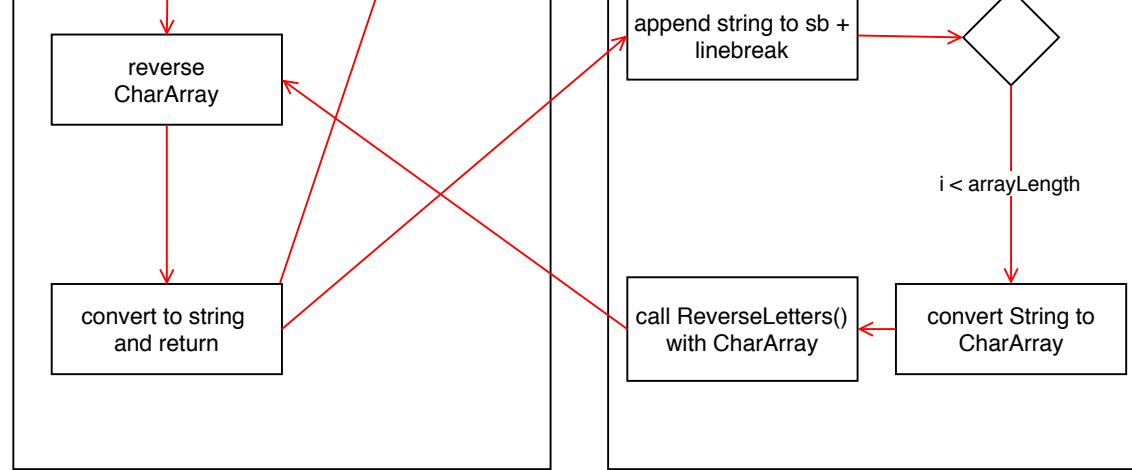 reverse
CharArray
convert to string
and return
append string to sb +
linebreak
i < arrayLength
call ReverseLetters()
with CharArray
convert String to
CharArray